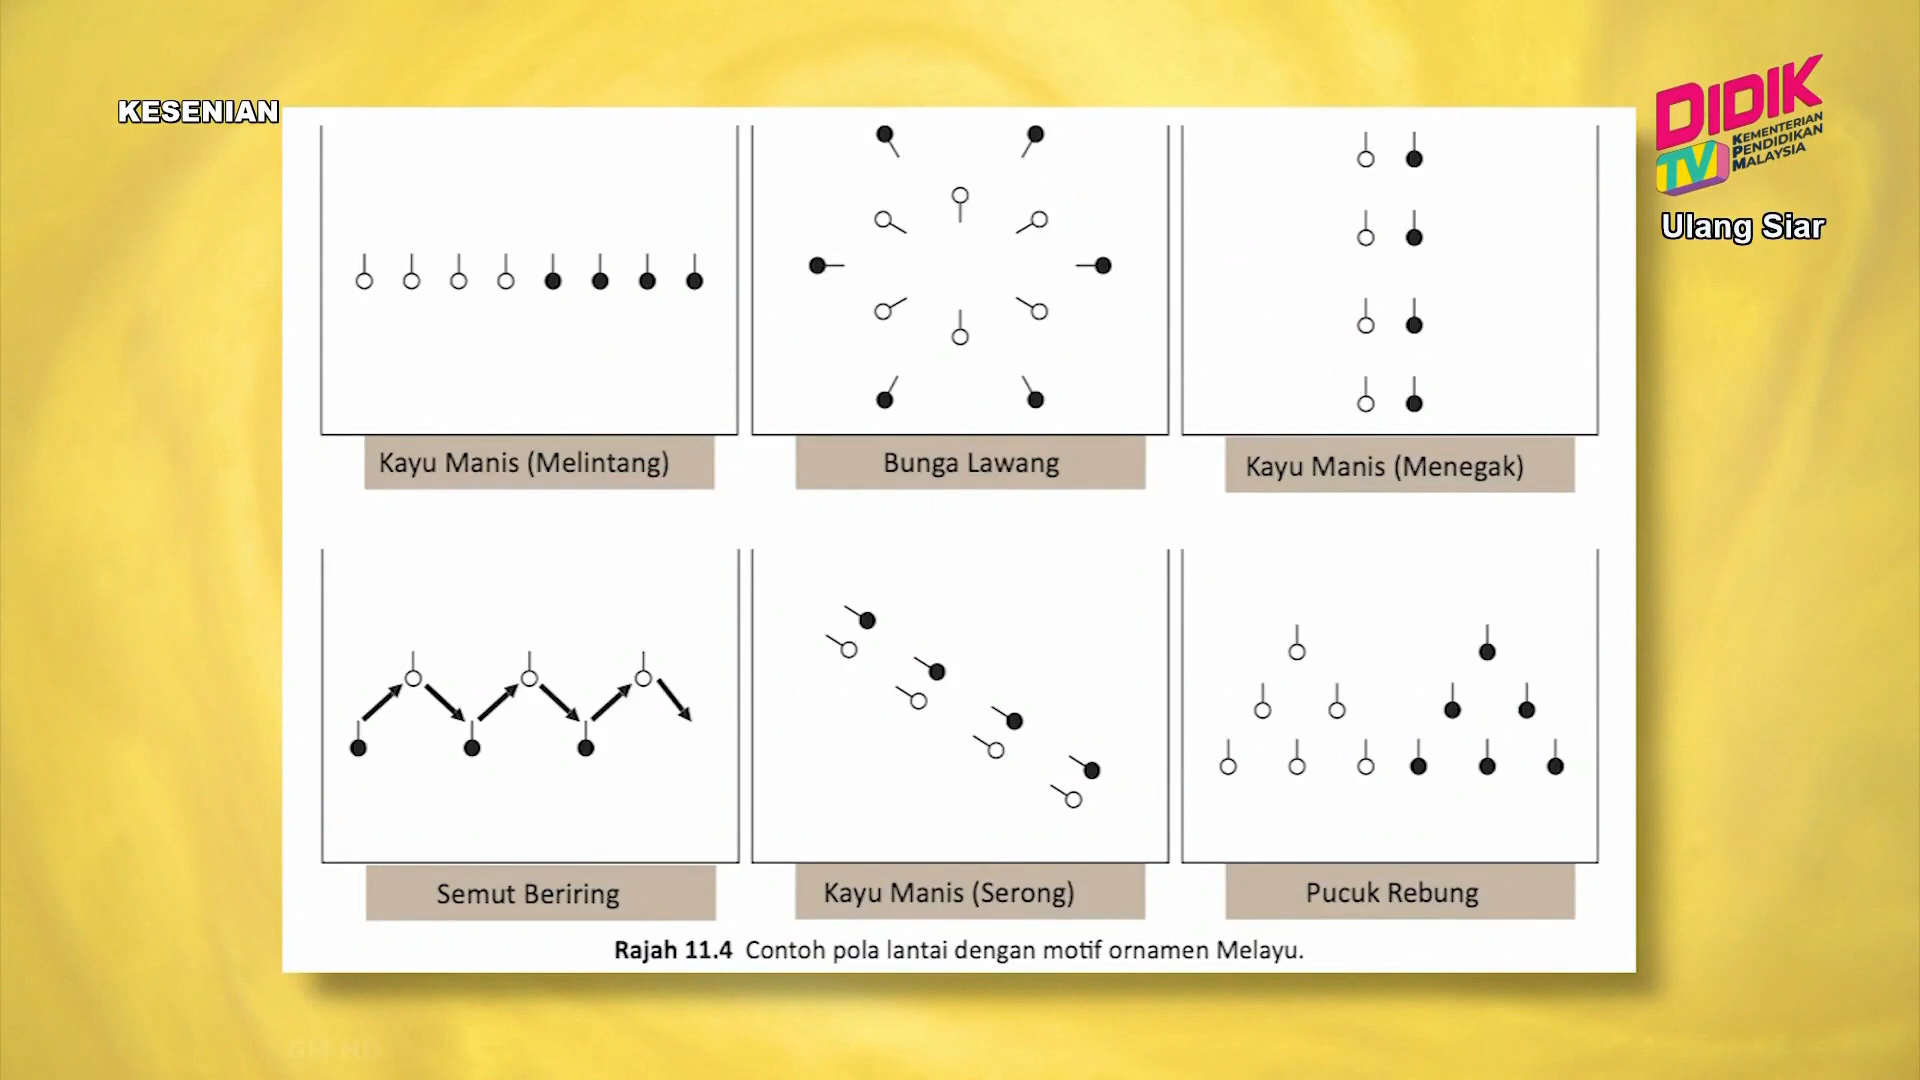 KESENIAN
DIDIK
TV
KEMENTERIAN
PENDIDIKAN
MALAYSIA
Ulang Siar
Kayu Manis (Melintang)
Bunga Lawang
Kayu Manis (Menegak)
Semut Beriring
Kayu Manis (Serong)
Pucuk Rebung
Rajah 11.4 Contoh pola lantai dengan motif ornamen Melayu.